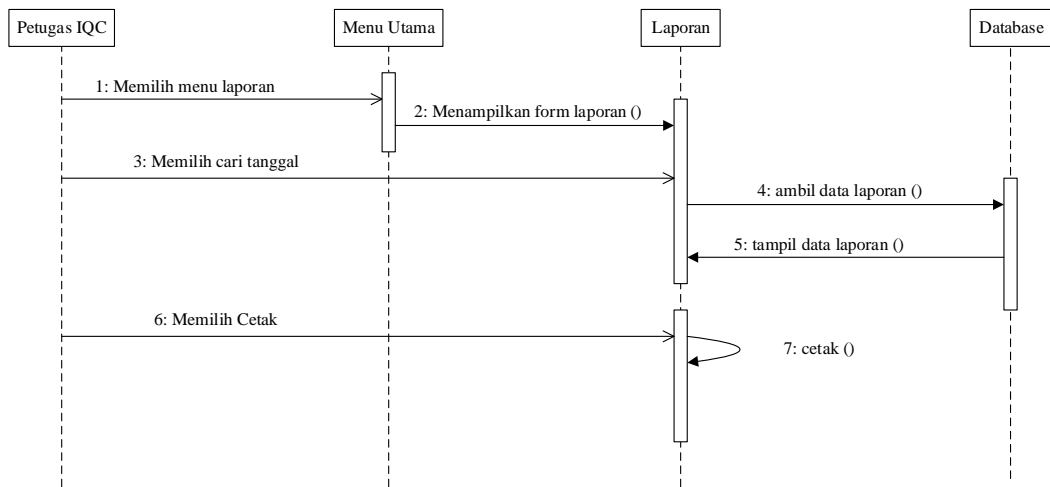 Petugas IQC
Menu Utama
Laporan
Database
1: Memilih menu laporan
2: Menampilkan form laporan ()
3: Memilih cari tanggal
4: ambil data laporan ()
5: tampil data laporan ()
6: Memilih Cetak
7: cetak ()